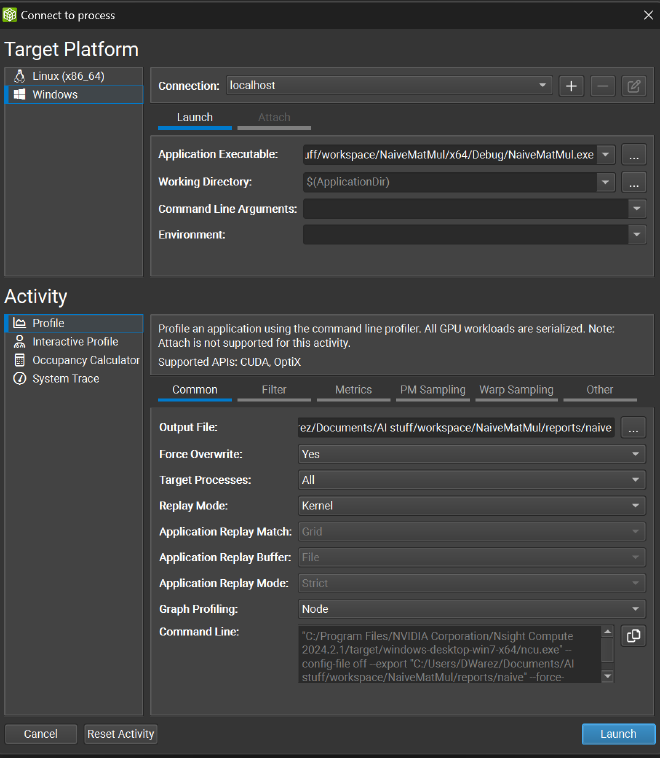 Connect to process
Target Platform
Linux (x86_64)
Windows
Connection: localhost
Launch Attach
Application Executable: uff/workspace/NaiveMatMul/x64/Debug/NaiveMatMul.exe ...
Working Directory: $(ApplicationDir) ...
Command Line Arguments:
Environment:
Activity
Profile
Interactive Profile
Occupancy Calculator
System Trace
Profile an application using the command line profiler. All GPU workloads are serialized. Note:
Attach is not supported for this activity.
Supported APIs: CUDA, OptiX
Common Filter Metrics PM Sampling Warp Sampling Other
Output File: rez/Documents/AI stuff/workspace/NaiveMatMul/reports/naive ...
Force Overwrite: Yes
Target Processes: All
Replay Mode: Kernel
Application Replay Match: Grid
Application Replay Buffer: File
Application Replay Mode: Strict
Graph Profiling: Node
Command Line: "C:/Program Files/NVIDIA Corporation/Nsight Compute
2024.2.1/target/windows-desktop-win7-x64/ncu.exe" --
config-file off --export "C:/Users/DWarez/Documents/AI
stuff/workspace/NaiveMatMul/reports/naive" --force-
Cancel Reset Activity Launch